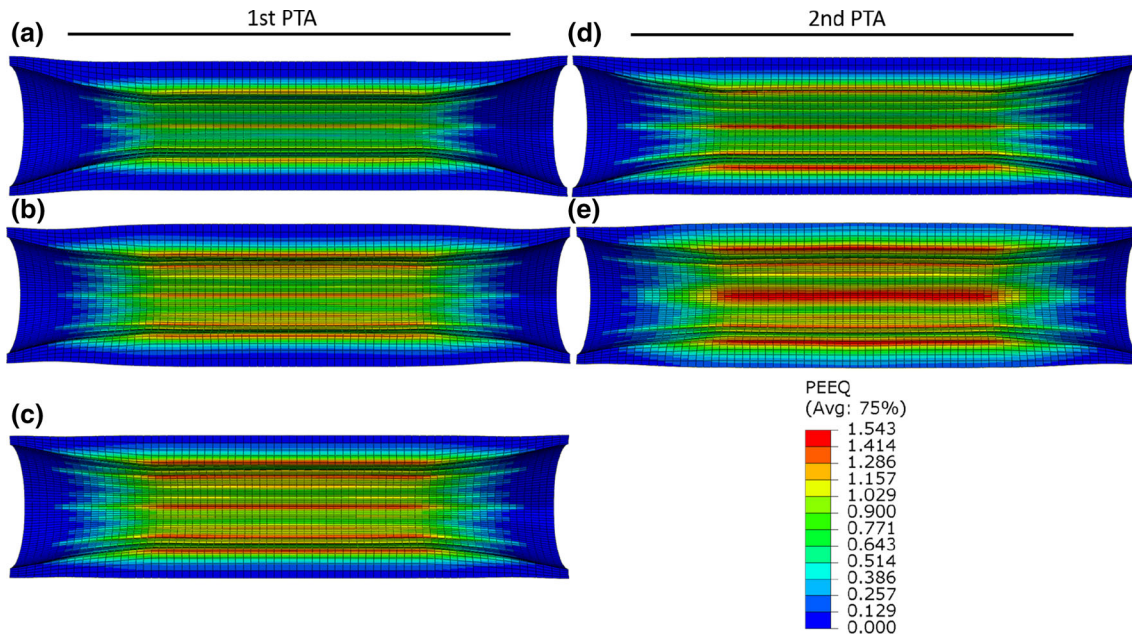 1st PTA
2nd PTA
(a)
(d)
(b)
(e)
(c)
PEEQ
(Avg: 75%)
1.543
1.414
1.286
1.157
1.029
0.900
0.771
0.643
0.514
0.386
0.257
0.129
0.000